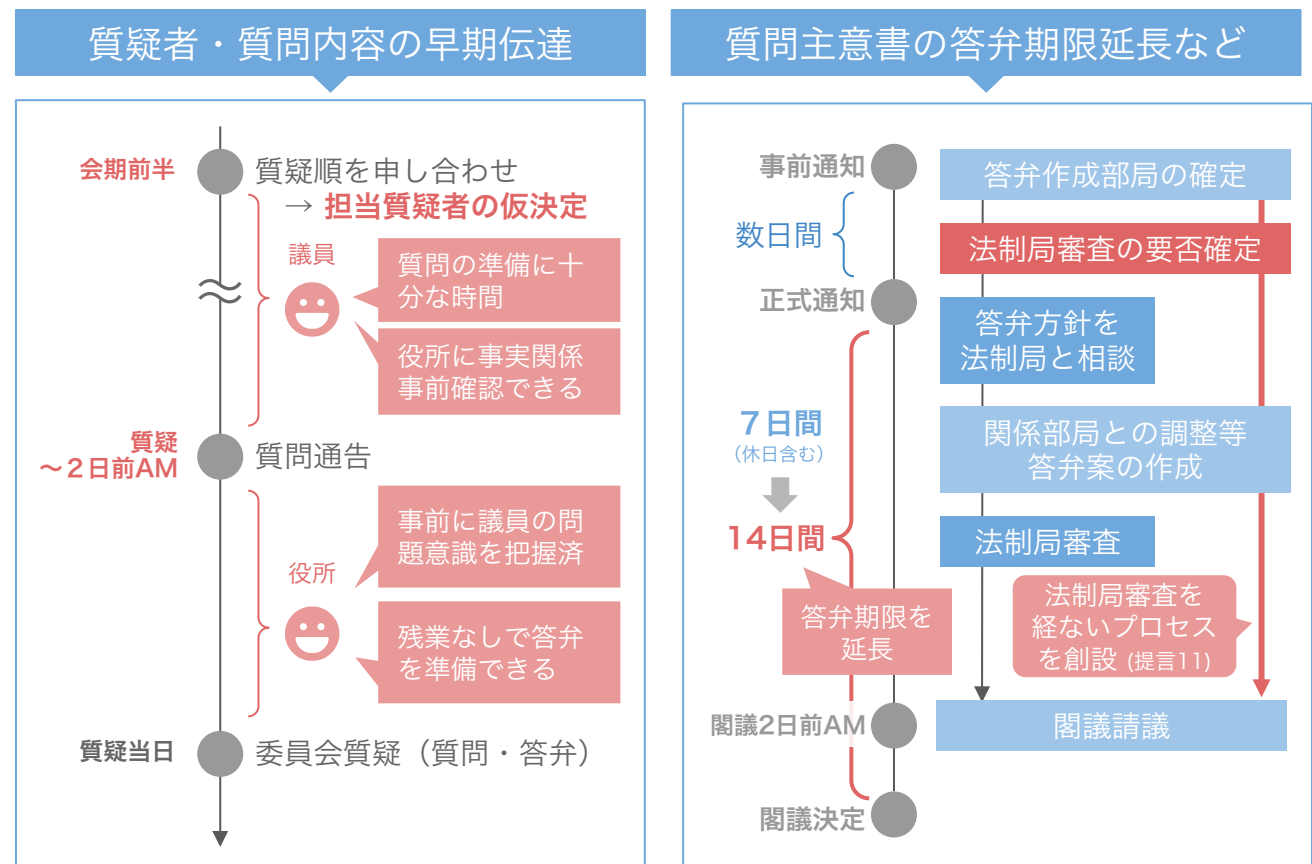 質疑者・質問内容の早期伝達
会期前半
質疑順を申し合わせ
→ 担当質疑者の仮決定
議員
質問の準備に十
分な時間
役所に事実関係
事前確認できる
質疑
～2日前AM
質問通告
事前に議員の問
題意識を把握済
役所
残業なしで答弁
を準備できる
質疑当日
委員会質疑（質問・答弁）
質問主意書の答弁期限延長など
事前通知
答弁作成部局の確定
数日間
法制局審査の要否確定
正式通知
答弁方針を
法制局と相談
7日間
（休日含む）
14日間
関係部局との調整等
答弁案の作成
法制局審査
答弁期限を
延長
法制局審査を
経ないプロセス
を創設 (提言11)
閣議2日前AM
閣議請議
閣議決定